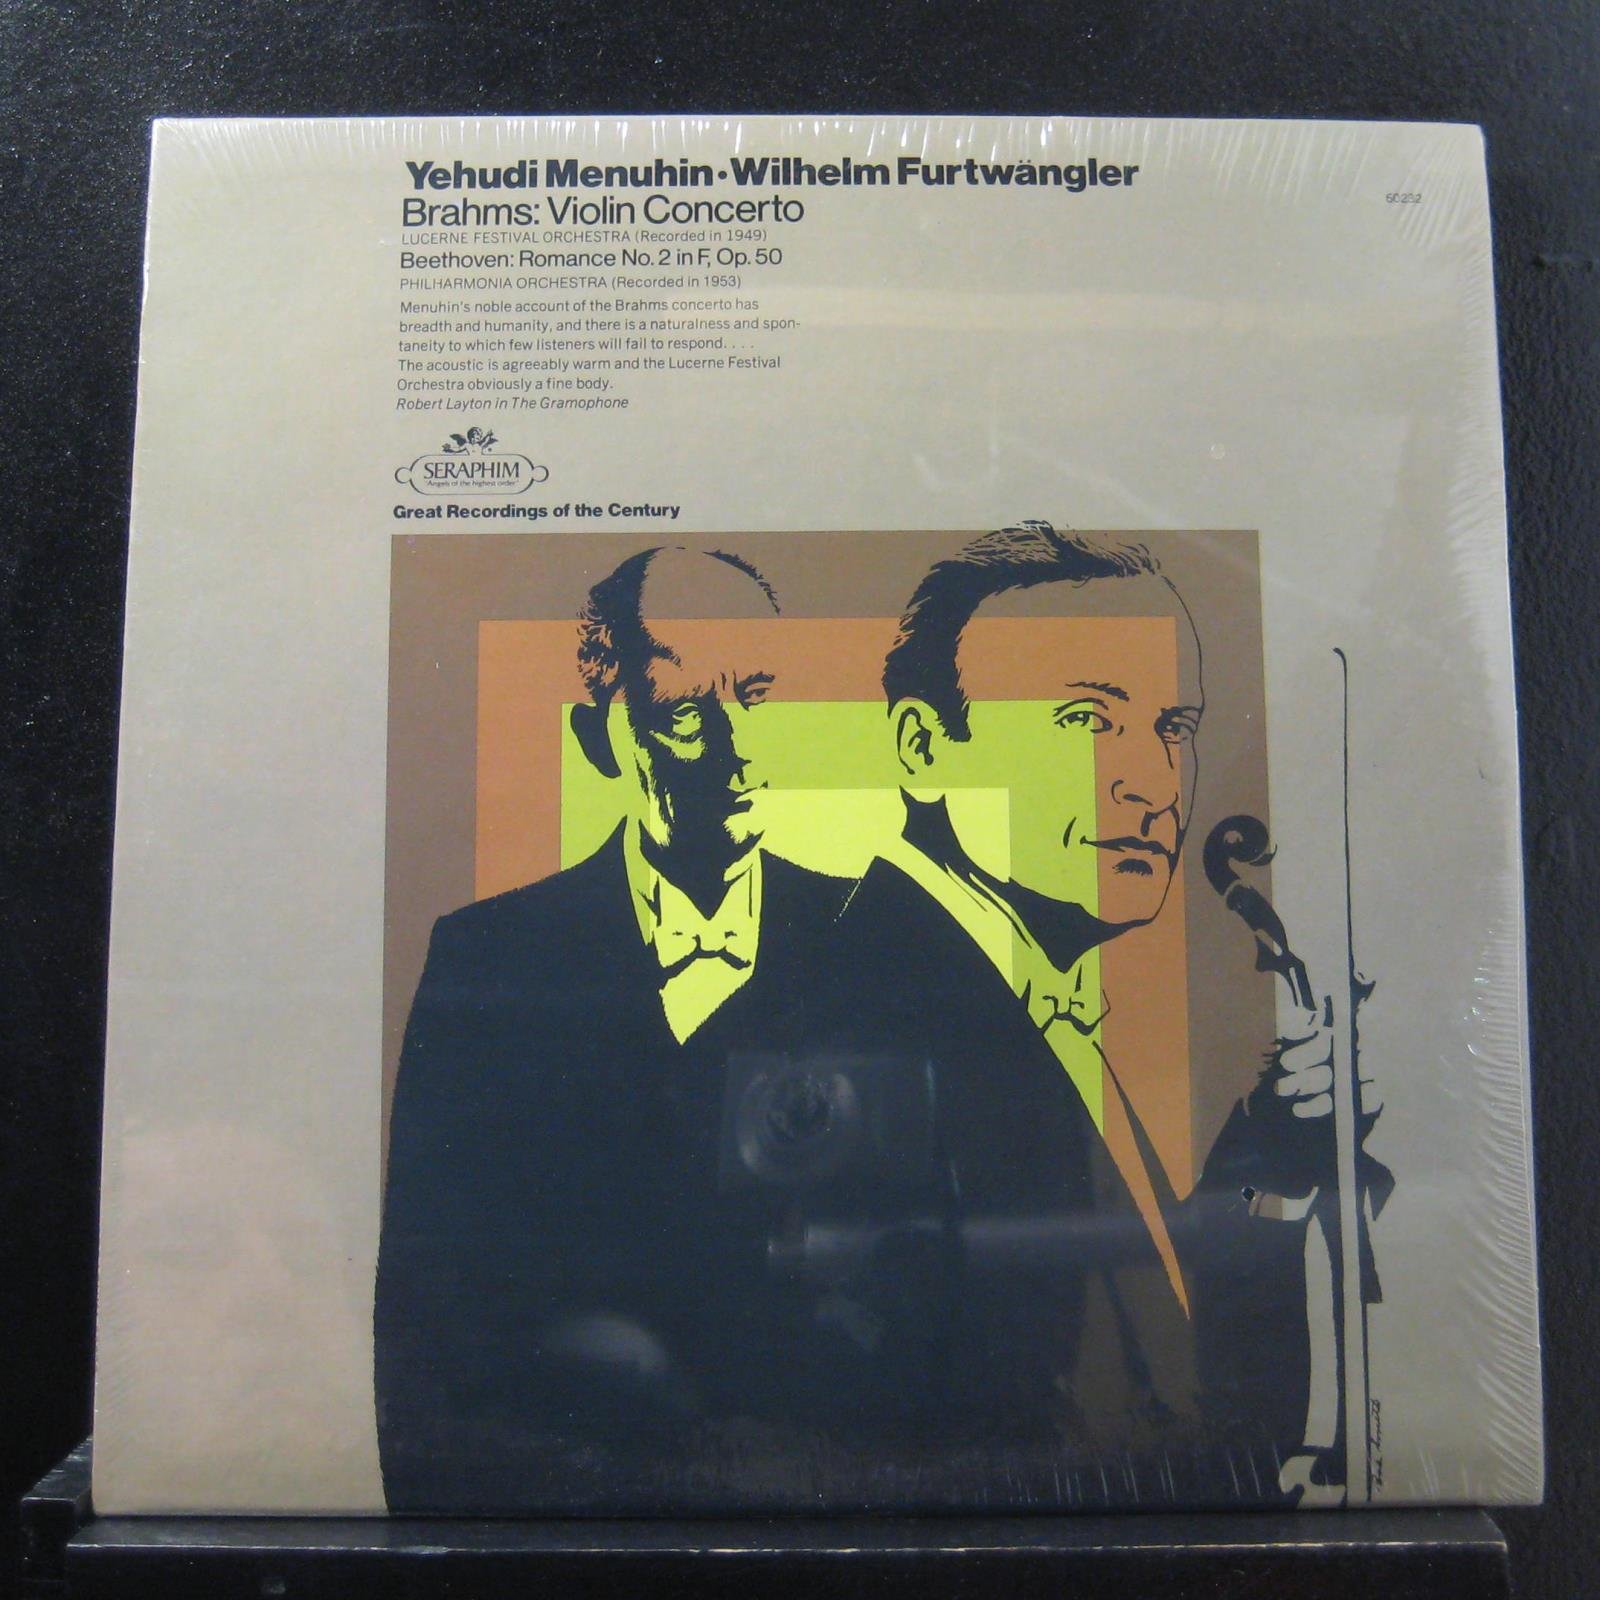 Yehudi Menuhin • Wilhelm Furtwängler
60232
Brahms: Violin Concerto
LUCERNE FESTIVAL ORCHESTRA (Recorded in 1949)
Beethoven: Romance No. 2 in F, Op. 50
PHILHARMONIA ORCHESTRA (Recorded in 1953)
Menuhin's noble account of the Brahms concerto has
breadth and humanity, and there is a naturalness and spon-
taneity to which few listeners will fail to respond. . . .
The acoustic is agreeably warm and the Lucerne Festival
Orchestra obviously a fine body.
Robert Layton in The Gramophone
SERAPHIM
"Angels of the highest order"
Great Recordings of the Century